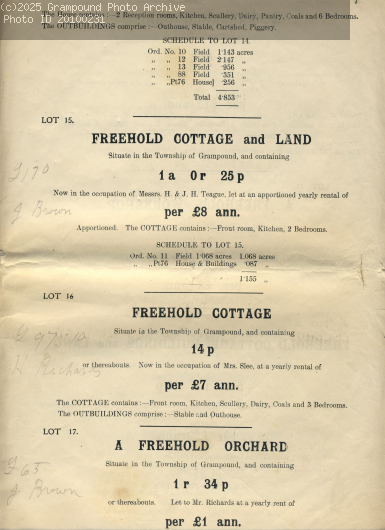 ©2025 Grampound Photo Archive
Photo ID 20100231
:—2 Reception rooms, Kitchen, Scullery, Dairy, Pantry, Coals and 6 Bedrooms.
The OUTBUILDINGS comprise :— Outhouse, Stable, Cartshed, Piggery.
SCHEDULE TO LOT 14.
Ord. No. 10 Field 1·143 acres
„ „ 12 Field 2·147 „
„ „ 13 Field ·956 „
„ „ 88 Field ·351 „
„ „Pt76 House] ·256 „
Total 4·853
LOT 15.
FREEHOLD COTTAGE and LAND
Situate in the Township of Grampound, and containing
1a 0r 25p
£170
Now in the occupation of Messrs. H. & J. H. Teague, let at an apportioned yearly rental of
J Brown
per £8 ann.
Apportioned. The COTTAGE contains :—Front room, Kitchen, 2 Bedrooms.
SCHEDULE TO LOT 15.
Ord. No. 11 Field 1·068 acres 1.068 acres
„ „Pt76 House & Buildings ·087 „
1·155 „
LOT 16
FREEHOLD COTTAGE
Situate in the Township of Grampound, and containing
14p
or thereabouts. Now in the occupation of Mrs. Slee, at a yearly rental of
H Richards
per £7 ann.
The COTTAGE contains :—Front room, Kitchen, Scullery, Dairy, Coals and 3 Bedrooms.
The OUTBUILDINGS comprise :—Stable and Outhouse.
LOT 17.
A FREEHOLD ORCHARD
£65
Situate in the Township of Grampound, and containing
1r 34p
J Brown
or thereabouts. Let to Mr. Richards at a yearly rent of
per £1 ann.